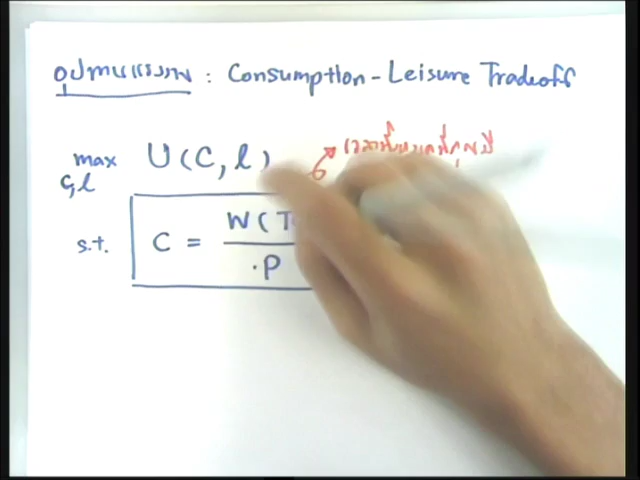 อุปทานแรงงาน : Consumption - Leisure Tradeoff
max U(C, l)
C, l
s.t. C = W(T
P